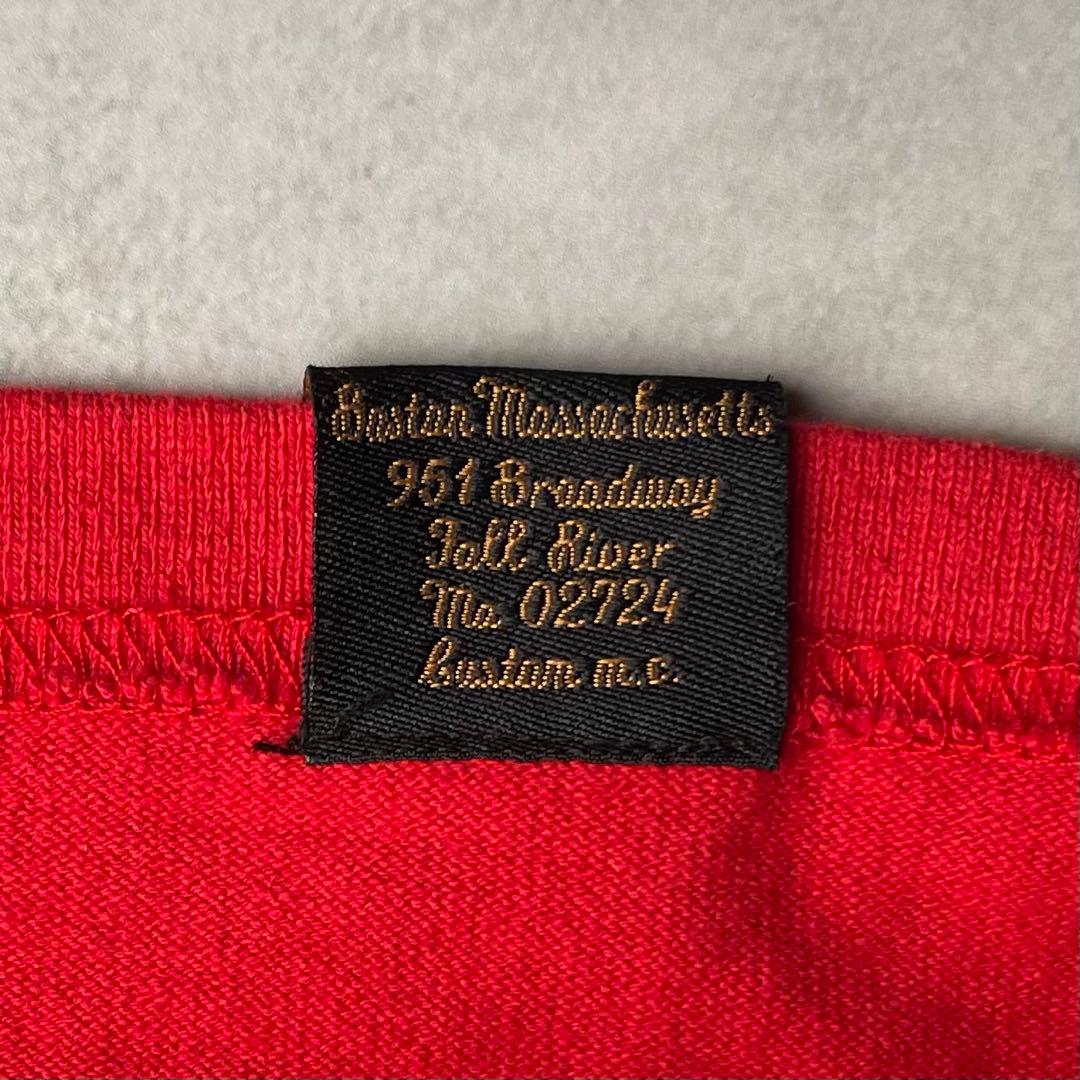 Boston Massachusetts
951 Broadway
Fall River
Ma 02724
Custom m.c.